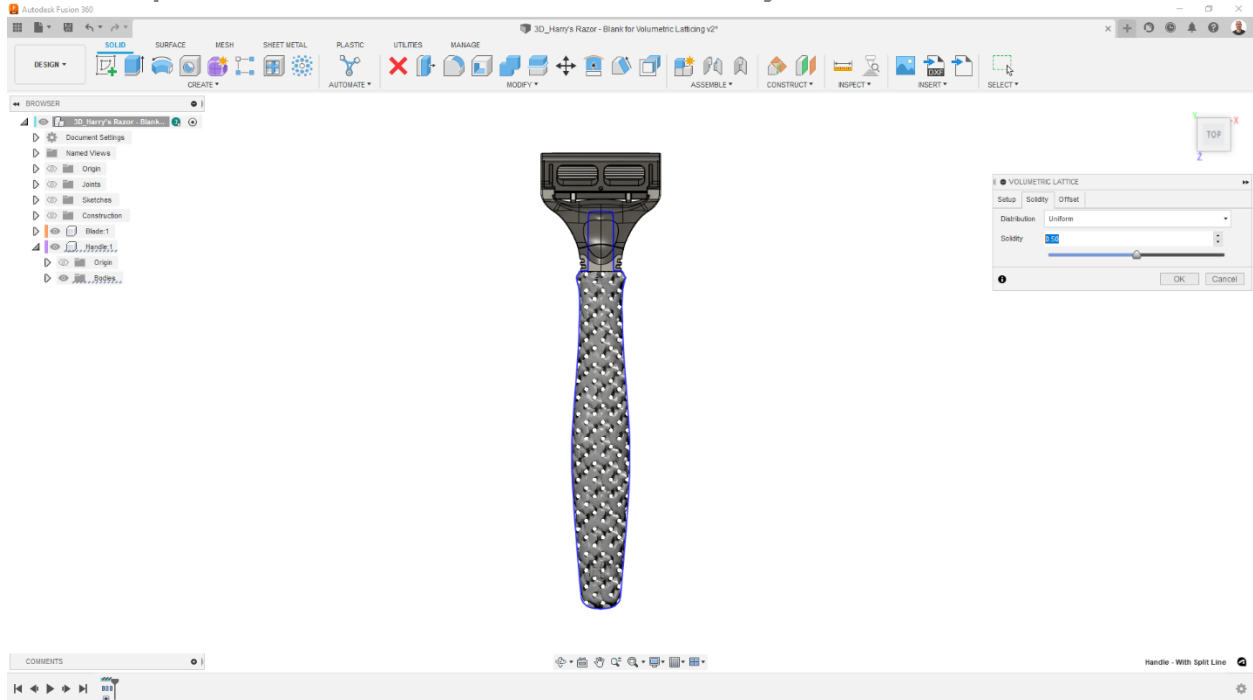 Autodesk Fusion 360
3D_Harry's Razor - Blank for Volumetric Latticing v2*
SOLID SURFACE MESH SHEET METAL PLASTIC UTILITIES MANAGE
DESIGN
CREATE AUTOMATE MODIFY ASSEMBLE CONSTRUCT INSPECT INSERT SELECT
DXF
BROWSER
3D_Harry's Razor - Blank...
Document Settings
Named Views
Origin
Joints
Sketches
Construction
Blade:1
Handle:1
Origin
Bodies
Y
X
TOP
Z
VOLUMETRIC LATTICE
Setup Solidity Offset
Distribution Uniform
Solidity 0.50
OK Cancel
COMMENTS
Handle - With Split Line